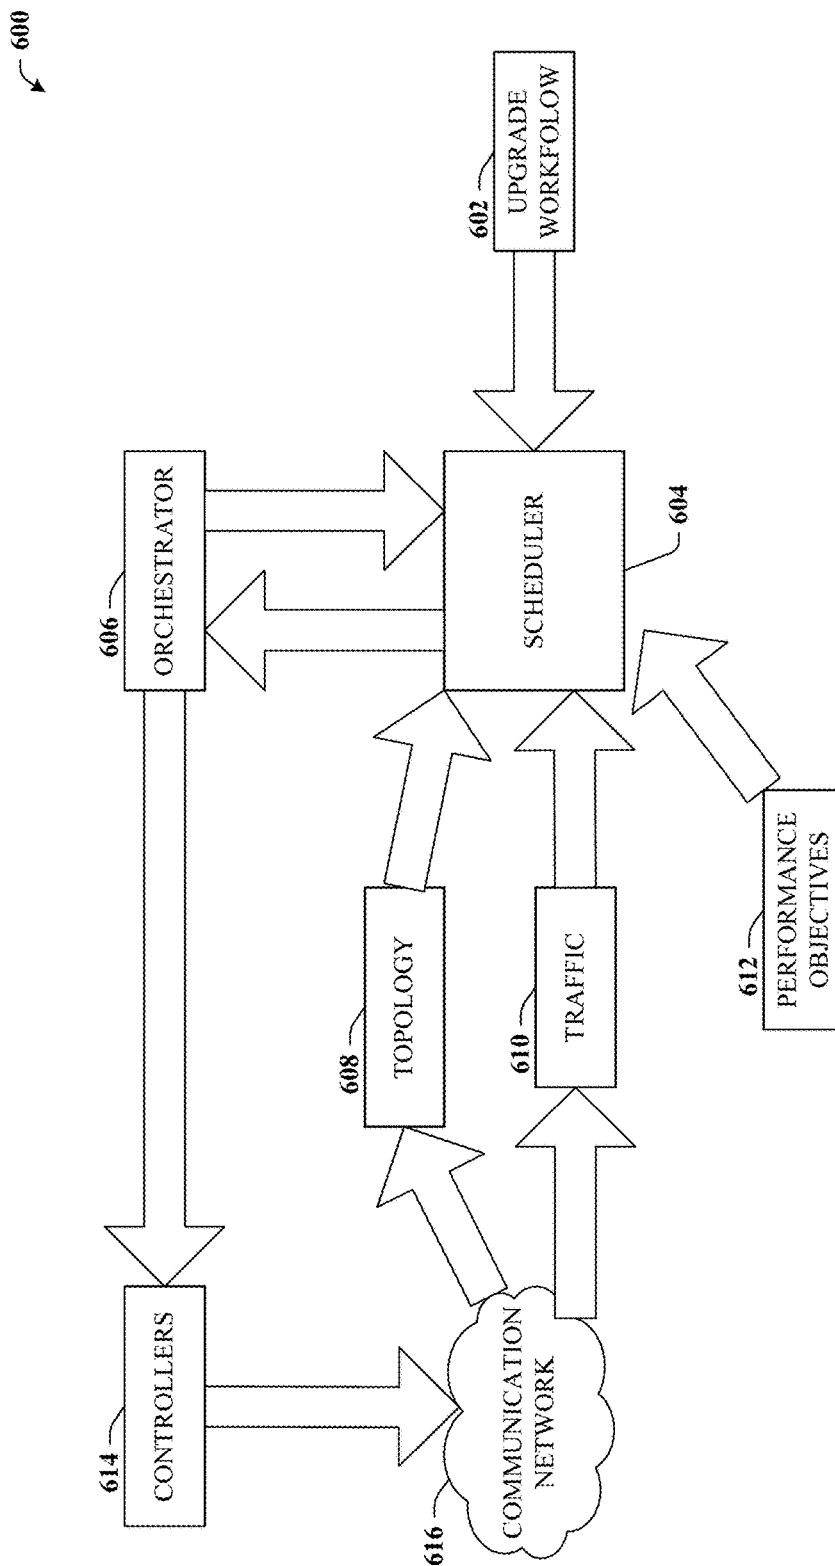 600
614
CONTROLLERS
606
ORCHESTRATOR
608
TOPOLOGY
616
COMMUNICATION
NETWORK
610
TRAFFIC
SCHEDULER
604
602
UPGRADE
WORKFOLOW
612
PERFORMANCE
OBJECTIVES